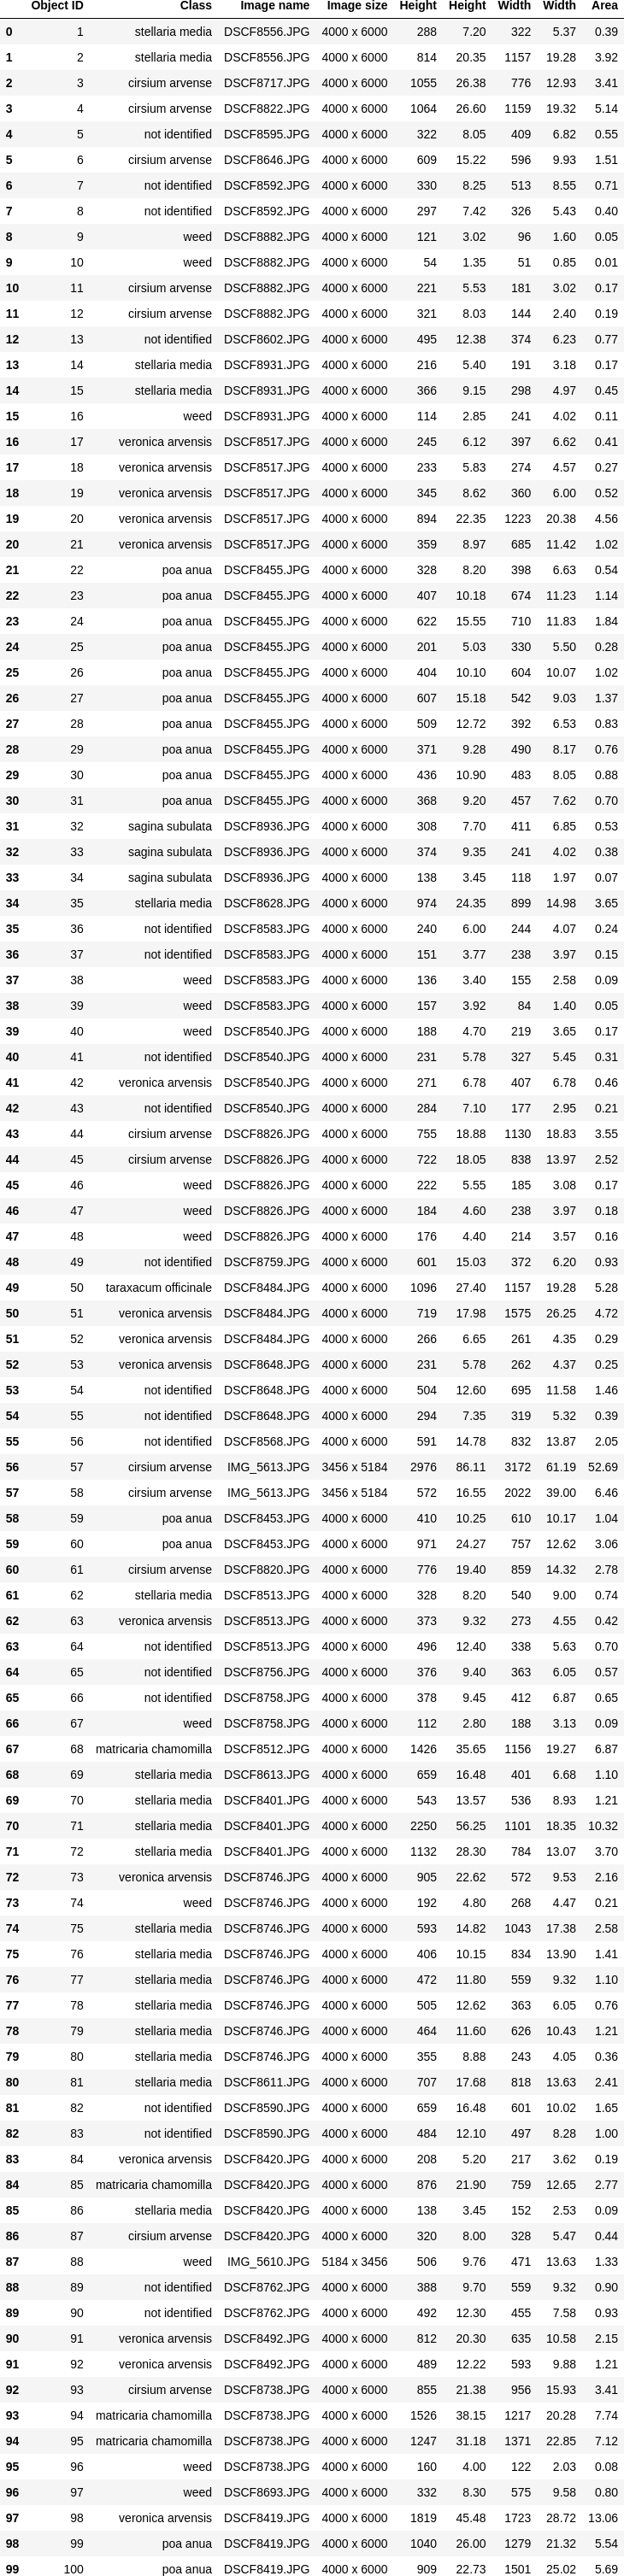 Object ID Class Image name Image size Height Height Width Width Area
0 1 stellaria media DSCF8556.JPG 4000 x 6000 288 7.20 322 5.37 0.39
1 2 stellaria media DSCF8556.JPG 4000 x 6000 814 20.35 1157 19.28 3.92
2 3 cirsium arvense DSCF8717.JPG 4000 x 6000 1055 26.38 776 12.93 3.41
3 4 cirsium arvense DSCF8822.JPG 4000 x 6000 1064 26.60 1159 19.32 5.14
4 5 not identified DSCF8595.JPG 4000 x 6000 322 8.05 409 6.82 0.55
5 6 cirsium arvense DSCF8646.JPG 4000 x 6000 609 15.22 596 9.93 1.51
6 7 not identified DSCF8592.JPG 4000 x 6000 330 8.25 513 8.55 0.71
7 8 not identified DSCF8592.JPG 4000 x 6000 297 7.42 326 5.43 0.40
8 9 weed DSCF8882.JPG 4000 x 6000 121 3.02 96 1.60 0.05
9 10 weed DSCF8882.JPG 4000 x 6000 54 1.35 51 0.85 0.01
10 11 cirsium arvense DSCF8882.JPG 4000 x 6000 221 5.53 181 3.02 0.17
11 12 cirsium arvense DSCF8882.JPG 4000 x 6000 321 8.03 144 2.40 0.19
12 13 not identified DSCF8602.JPG 4000 x 6000 495 12.38 374 6.23 0.77
13 14 stellaria media DSCF8931.JPG 4000 x 6000 216 5.40 191 3.18 0.17
14 15 stellaria media DSCF8931.JPG 4000 x 6000 366 9.15 298 4.97 0.45
15 16 weed DSCF8931.JPG 4000 x 6000 114 2.85 241 4.02 0.11
16 17 veronica arvensis DSCF8517.JPG 4000 x 6000 245 6.12 397 6.62 0.41
17 18 veronica arvensis DSCF8517.JPG 4000 x 6000 233 5.83 274 4.57 0.27
18 19 veronica arvensis DSCF8517.JPG 4000 x 6000 345 8.62 360 6.00 0.52
19 20 veronica arvensis DSCF8517.JPG 4000 x 6000 894 22.35 1223 20.38 4.56
20 21 veronica arvensis DSCF8517.JPG 4000 x 6000 359 8.97 685 11.42 1.02
21 22 poa anua DSCF8455.JPG 4000 x 6000 328 8.20 398 6.63 0.54
22 23 poa anua DSCF8455.JPG 4000 x 6000 407 10.18 674 11.23 1.14
23 24 poa anua DSCF8455.JPG 4000 x 6000 622 15.55 710 11.83 1.84
24 25 poa anua DSCF8455.JPG 4000 x 6000 201 5.03 330 5.50 0.28
25 26 poa anua DSCF8455.JPG 4000 x 6000 404 10.10 604 10.07 1.02
26 27 poa anua DSCF8455.JPG 4000 x 6000 607 15.18 542 9.03 1.37
27 28 poa anua DSCF8455.JPG 4000 x 6000 509 12.72 392 6.53 0.83
28 29 poa anua DSCF8455.JPG 4000 x 6000 371 9.28 490 8.17 0.76
29 30 poa anua DSCF8455.JPG 4000 x 6000 436 10.90 483 8.05 0.88
30 31 poa anua DSCF8455.JPG 4000 x 6000 368 9.20 457 7.62 0.70
31 32 sagina subulata DSCF8936.JPG 4000 x 6000 308 7.70 411 6.85 0.53
32 33 sagina subulata DSCF8936.JPG 4000 x 6000 374 9.35 241 4.02 0.38
33 34 sagina subulata DSCF8936.JPG 4000 x 6000 138 3.45 118 1.97 0.07
34 35 stellaria media DSCF8628.JPG 4000 x 6000 974 24.35 899 14.98 3.65
35 36 not identified DSCF8583.JPG 4000 x 6000 240 6.00 244 4.07 0.24
36 37 not identified DSCF8583.JPG 4000 x 6000 151 3.77 238 3.97 0.15
37 38 weed DSCF8583.JPG 4000 x 6000 136 3.40 155 2.58 0.09
38 39 weed DSCF8583.JPG 4000 x 6000 157 3.92 84 1.40 0.05
39 40 weed DSCF8540.JPG 4000 x 6000 188 4.70 219 3.65 0.17
40 41 not identified DSCF8540.JPG 4000 x 6000 231 5.78 327 5.45 0.31
41 42 veronica arvensis DSCF8540.JPG 4000 x 6000 271 6.78 407 6.78 0.46
42 43 not identified DSCF8540.JPG 4000 x 6000 284 7.10 177 2.95 0.21
43 44 cirsium arvense DSCF8826.JPG 4000 x 6000 755 18.88 1130 18.83 3.55
44 45 cirsium arvense DSCF8826.JPG 4000 x 6000 722 18.05 838 13.97 2.52
45 46 weed DSCF8826.JPG 4000 x 6000 222 5.55 185 3.08 0.17
46 47 weed DSCF8826.JPG 4000 x 6000 184 4.60 238 3.97 0.18
47 48 weed DSCF8826.JPG 4000 x 6000 176 4.40 214 3.57 0.16
48 49 not identified DSCF8759.JPG 4000 x 6000 601 15.03 372 6.20 0.93
49 50 taraxacum officinale DSCF8484.JPG 4000 x 6000 1096 27.40 1157 19.28 5.28
50 51 veronica arvensis DSCF8484.JPG 4000 x 6000 719 17.98 1575 26.25 4.72
51 52 veronica arvensis DSCF8484.JPG 4000 x 6000 266 6.65 261 4.35 0.29
52 53 veronica arvensis DSCF8648.JPG 4000 x 6000 231 5.78 262 4.37 0.25
53 54 not identified DSCF8648.JPG 4000 x 6000 504 12.60 695 11.58 1.46
54 55 not identified DSCF8648.JPG 4000 x 6000 294 7.35 319 5.32 0.39
55 56 not identified DSCF8568.JPG 4000 x 6000 591 14.78 832 13.87 2.05
56 57 cirsium arvense IMG_5613.JPG 3456 x 5184 2976 86.11 3172 61.19 52.69
57 58 cirsium arvense IMG_5613.JPG 3456 x 5184 572 16.55 2022 39.00 6.46
58 59 poa anua DSCF8453.JPG 4000 x 6000 410 10.25 610 10.17 1.04
59 60 poa anua DSCF8453.JPG 4000 x 6000 971 24.27 757 12.62 3.06
60 61 cirsium arvense DSCF8820.JPG 4000 x 6000 776 19.40 859 14.32 2.78
61 62 stellaria media DSCF8513.JPG 4000 x 6000 328 8.20 540 9.00 0.74
62 63 veronica arvensis DSCF8513.JPG 4000 x 6000 373 9.32 273 4.55 0.42
63 64 not identified DSCF8513.JPG 4000 x 6000 496 12.40 338 5.63 0.70
64 65 not identified DSCF8756.JPG 4000 x 6000 376 9.40 363 6.05 0.57
65 66 not identified DSCF8758.JPG 4000 x 6000 378 9.45 412 6.87 0.65
66 67 weed DSCF8758.JPG 4000 x 6000 112 2.80 188 3.13 0.09
67 68 matricaria chamomilla DSCF8512.JPG 4000 x 6000 1426 35.65 1156 19.27 6.87
68 69 stellaria media DSCF8613.JPG 4000 x 6000 659 16.48 401 6.68 1.10
69 70 stellaria media DSCF8401.JPG 4000 x 6000 543 13.57 536 8.93 1.21
70 71 stellaria media DSCF8401.JPG 4000 x 6000 2250 56.25 1101 18.35 10.32
71 72 stellaria media DSCF8401.JPG 4000 x 6000 1132 28.30 784 13.07 3.70
72 73 veronica arvensis DSCF8746.JPG 4000 x 6000 905 22.62 572 9.53 2.16
73 74 weed DSCF8746.JPG 4000 x 6000 192 4.80 268 4.47 0.21
74 75 stellaria media DSCF8746.JPG 4000 x 6000 593 14.82 1043 17.38 2.58
75 76 stellaria media DSCF8746.JPG 4000 x 6000 406 10.15 834 13.90 1.41
76 77 stellaria media DSCF8746.JPG 4000 x 6000 472 11.80 559 9.32 1.10
77 78 stellaria media DSCF8746.JPG 4000 x 6000 505 12.62 363 6.05 0.76
78 79 stellaria media DSCF8746.JPG 4000 x 6000 464 11.60 626 10.43 1.21
79 80 stellaria media DSCF8746.JPG 4000 x 6000 355 8.88 243 4.05 0.36
80 81 stellaria media DSCF8611.JPG 4000 x 6000 707 17.68 818 13.63 2.41
81 82 not identified DSCF8590.JPG 4000 x 6000 659 16.48 601 10.02 1.65
82 83 not identified DSCF8590.JPG 4000 x 6000 484 12.10 497 8.28 1.00
83 84 veronica arvensis DSCF8420.JPG 4000 x 6000 208 5.20 217 3.62 0.19
84 85 matricaria chamomilla DSCF8420.JPG 4000 x 6000 876 21.90 759 12.65 2.77
85 86 stellaria media DSCF8420.JPG 4000 x 6000 138 3.45 152 2.53 0.09
86 87 cirsium arvense DSCF8420.JPG 4000 x 6000 320 8.00 328 5.47 0.44
87 88 weed IMG_5610.JPG 5184 x 3456 506 9.76 471 13.63 1.33
88 89 not identified DSCF8762.JPG 4000 x 6000 388 9.70 559 9.32 0.90
89 90 not identified DSCF8762.JPG 4000 x 6000 492 12.30 455 7.58 0.93
90 91 veronica arvensis DSCF8492.JPG 4000 x 6000 812 20.30 635 10.58 2.15
91 92 veronica arvensis DSCF8492.JPG 4000 x 6000 489 12.22 593 9.88 1.21
92 93 cirsium arvense DSCF8738.JPG 4000 x 6000 855 21.38 956 15.93 3.41
93 94 matricaria chamomilla DSCF8738.JPG 4000 x 6000 1526 38.15 1217 20.28 7.74
94 95 matricaria chamomilla DSCF8738.JPG 4000 x 6000 1247 31.18 1371 22.85 7.12
95 96 weed DSCF8738.JPG 4000 x 6000 160 4.00 122 2.03 0.08
96 97 weed DSCF8693.JPG 4000 x 6000 332 8.30 575 9.58 0.80
97 98 veronica arvensis DSCF8419.JPG 4000 x 6000 1819 45.48 1723 28.72 13.06
98 99 poa anua DSCF8419.JPG 4000 x 6000 1040 26.00 1279 21.32 5.54
99 100 poa anua DSCF8419.JPG 4000 x 6000 909 22.73 1501 25.02 5.69